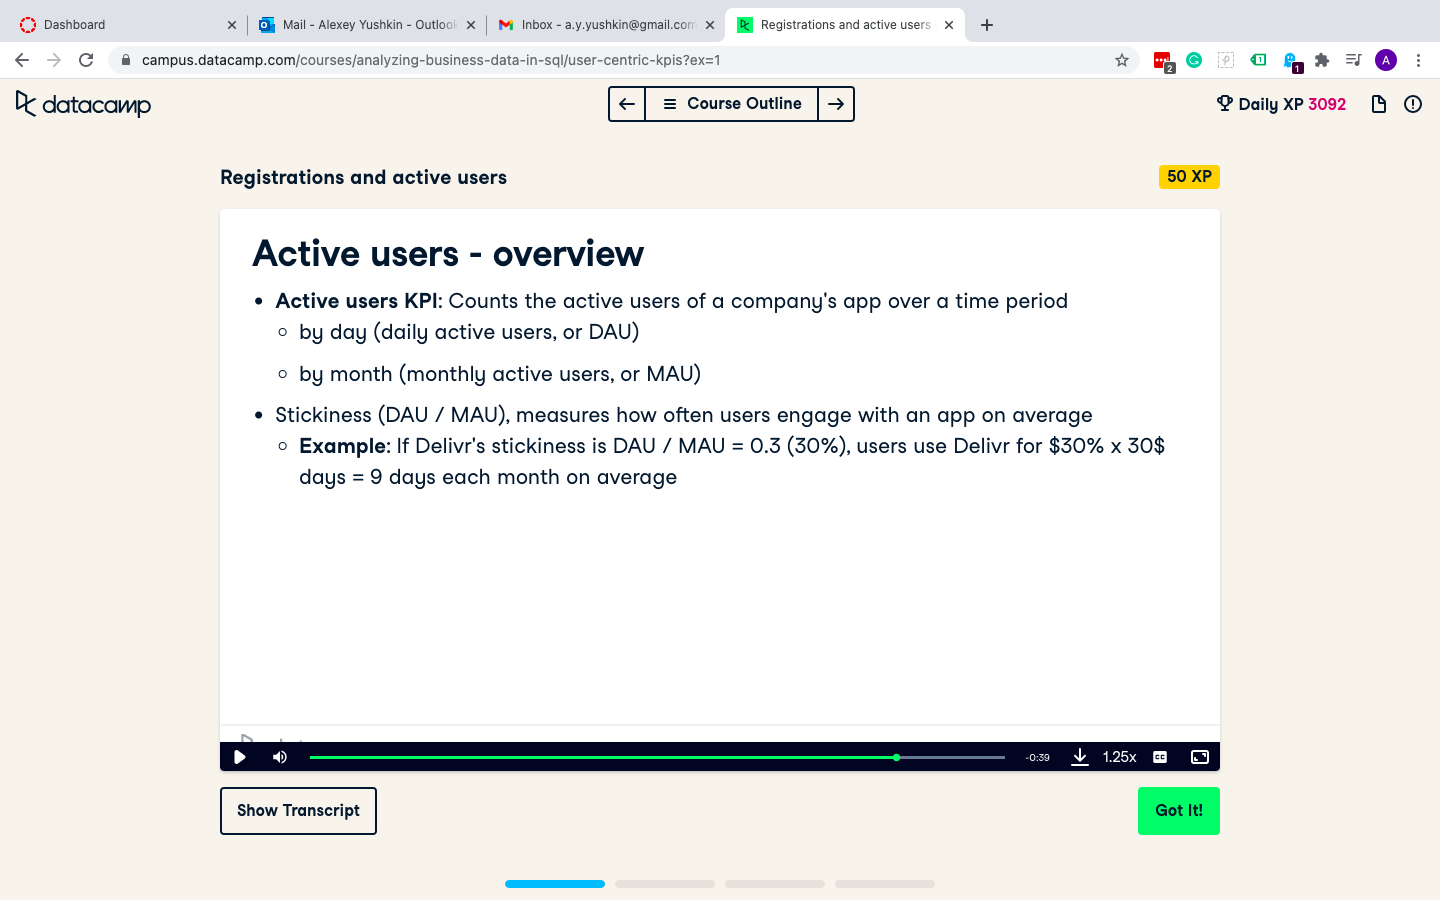 Dashboard
Mail - Alexey Yushkin - Outlook
Inbox - a.y.yushkin@gmail.com
Registrations and active users
campus.datacamp.com/courses/analyzing-business-data-in-sql/user-centric-kpis?ex=1
2
1
1
A
datacamp
Course Outline
Daily XP 3092
Registrations and active users
50 XP
Active users - overview
• Active users KPI: Counts the active users of a company's app over a time period
○ by day (daily active users, or DAU)
○ by month (monthly active users, or MAU)
• Stickiness (DAU / MAU), measures how often users engage with an app on average
○ Example: If Delivr's stickiness is DAU / MAU = 0.3 (30%), users use Delivr for $30% x 30$
days = 9 days each month on average
-0:39
1.25x
CC
Show Transcript
Got It!